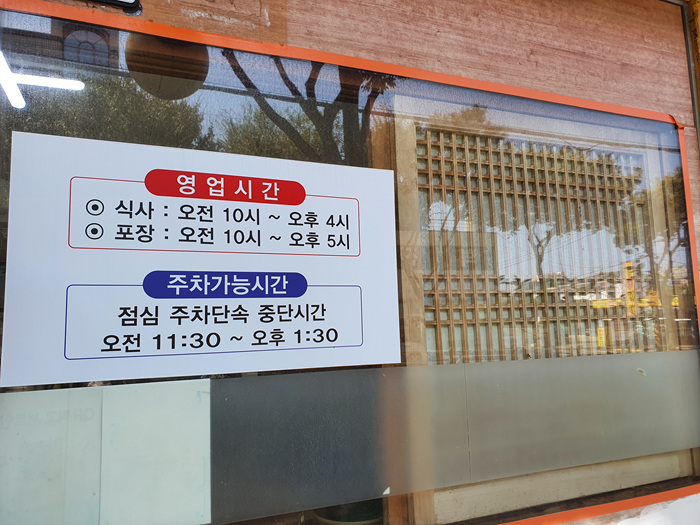 영업시간
⊙ 식사 : 오전 10시 ~ 오후 4시
⊙ 포장 : 오전 10시 ~ 오후 5시
주차가능시간
점심 주차단속 중단시간
오전 11:30 ~ 오후 1:30